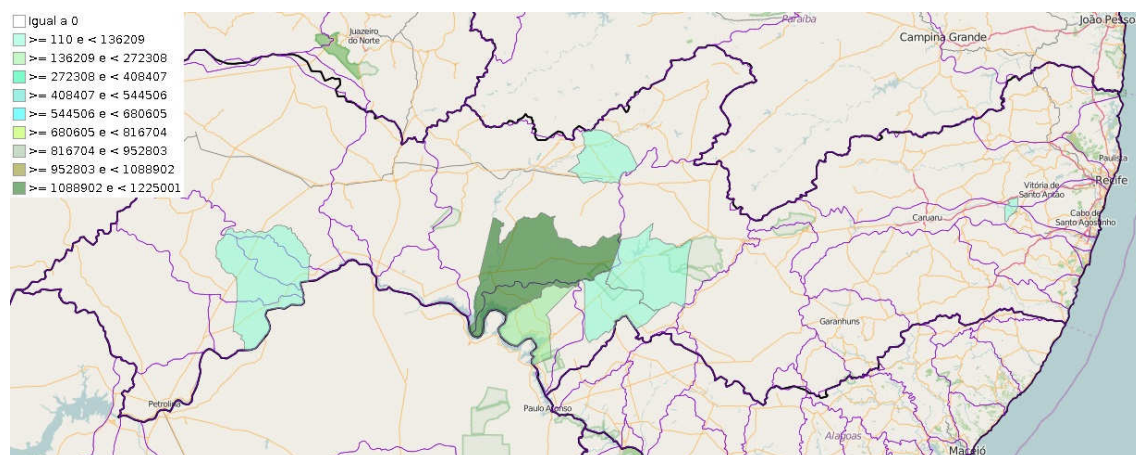 Igual a 0
>= 110 e < 136209
>= 136209 e < 272308
>= 272308 e < 408407
>= 408407 e < 544506
>= 544506 e < 680605
>= 680605 e < 816704
>= 816704 e < 952803
>= 952803 e < 1088902
>= 1088902 e < 1225001
Juazeiro
do Norte
Paraíba
João Pesso
Campina Grande
Paulista
Recife
Vitória de
Santo Antão
Caruaru
Cabo de
Santo Agostinho
Garanhuns
Petrolina
Paulo Afonso
Alagoas
Maceió